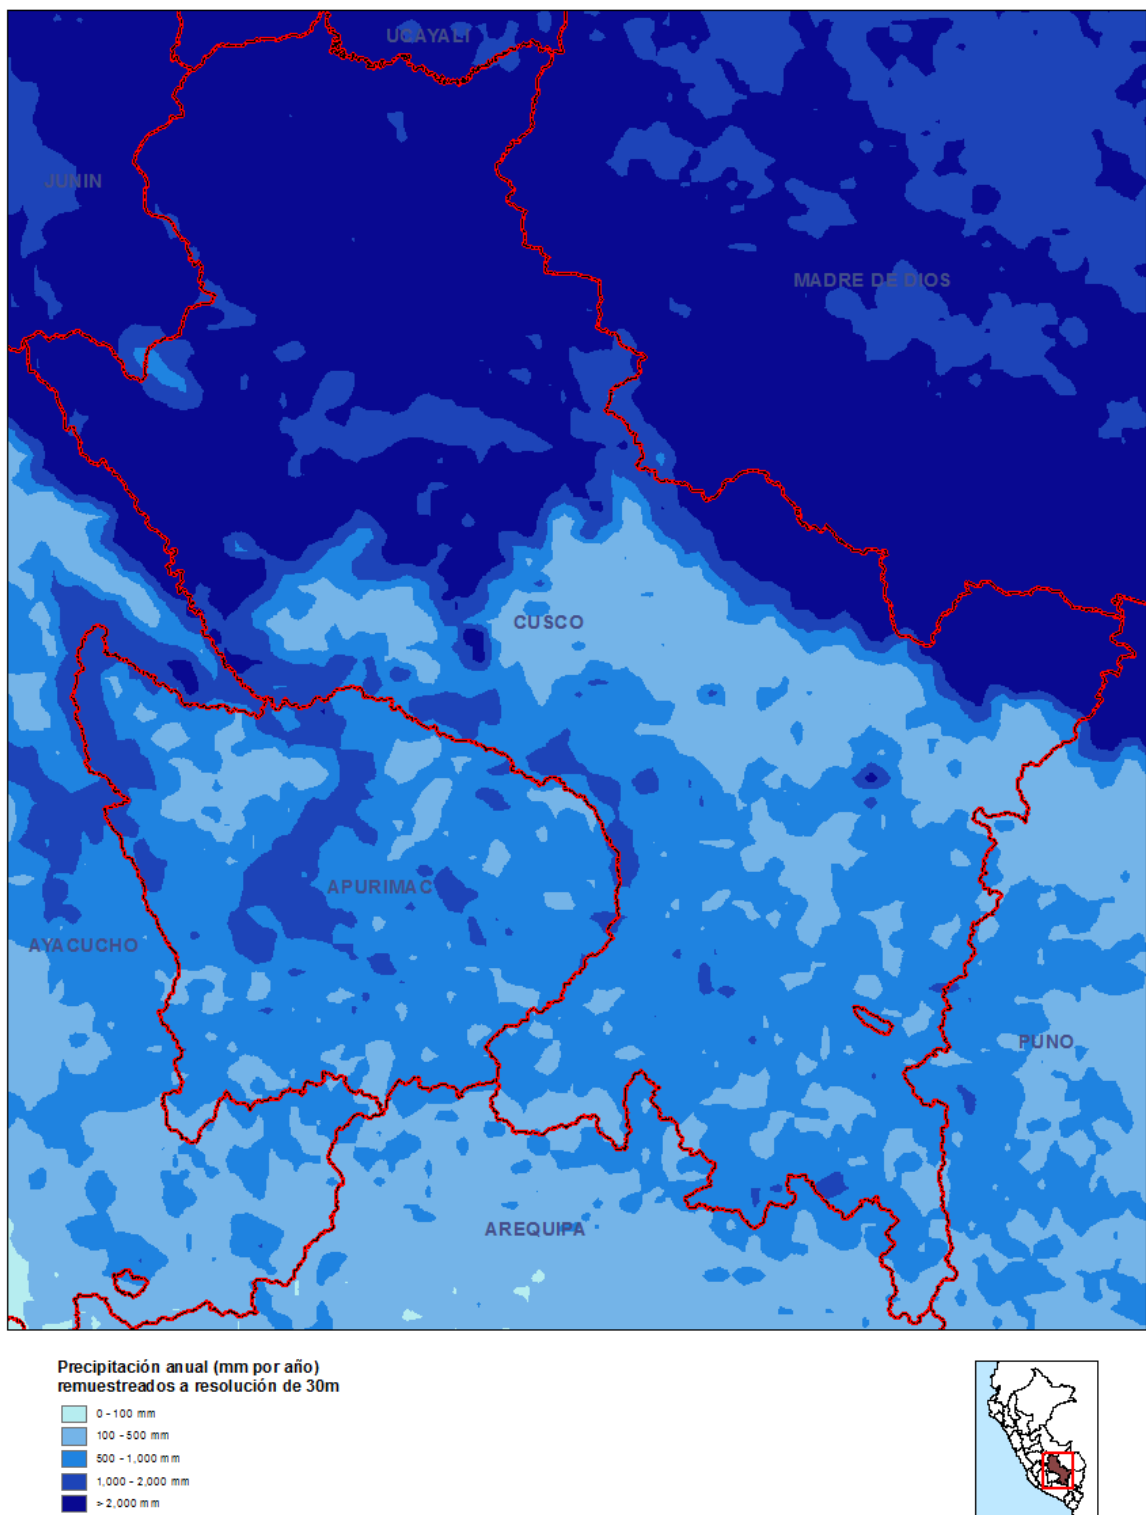 UCAYALI
JUNIN
MADRE DE DIOS
CUSCO
APURIMAC
AYACUCHO
PUNO
AREQUIPA
Precipitación anual (mm por año)
remuestreados a resolución de 30m
0 - 100 mm
100 - 500 mm
500 - 1,000 mm
1,000 - 2,000 mm
> 2,000 mm